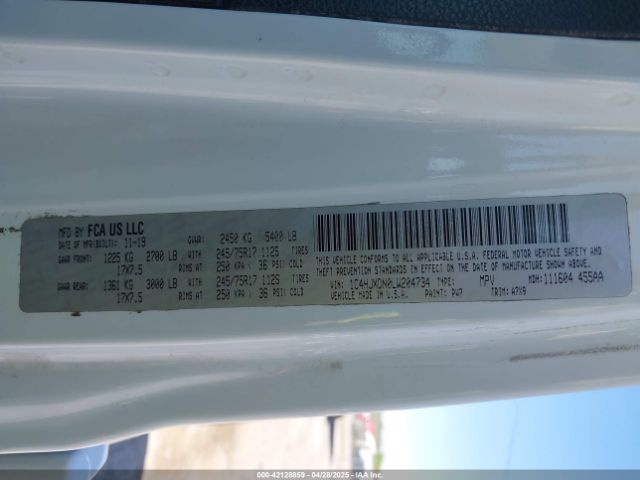 MFD BY FCA US LLC
DATE OF MFR(BUILT): 11-19 GVWR: 2450 KG 5400 LB
GAWR FRONT: 1225 KG 2700 LB WITH 245/75R17 112S TIRES
17X7.5 RIMS AT 250 KPA/ 36 PSI COLD
GAWR REAR: 1361 KG 3000 LB WITH 245/75R17 112S TIRES
17X7.5 RIMS AT 250 KPA/ 36 PSI COLD
THIS VEHICLE CONFORMS TO ALL APPLICABLE U.S.A. FEDERAL MOTOR VEHICLE SAFETY AND
THEFT PREVENTION STANDARDS IN EFFECT ON THE DATE OF MANUFACTURE SHOWN ABOVE.
VIN: 1C4HJXDN0LW204734 TYPE: MPV MDH: 111604 455AA
VEHICLE MADE IN U.S.A. PAINT: PW7 TRIM: A7X9
000-42128859 04/28/2025 - IAAI.COM